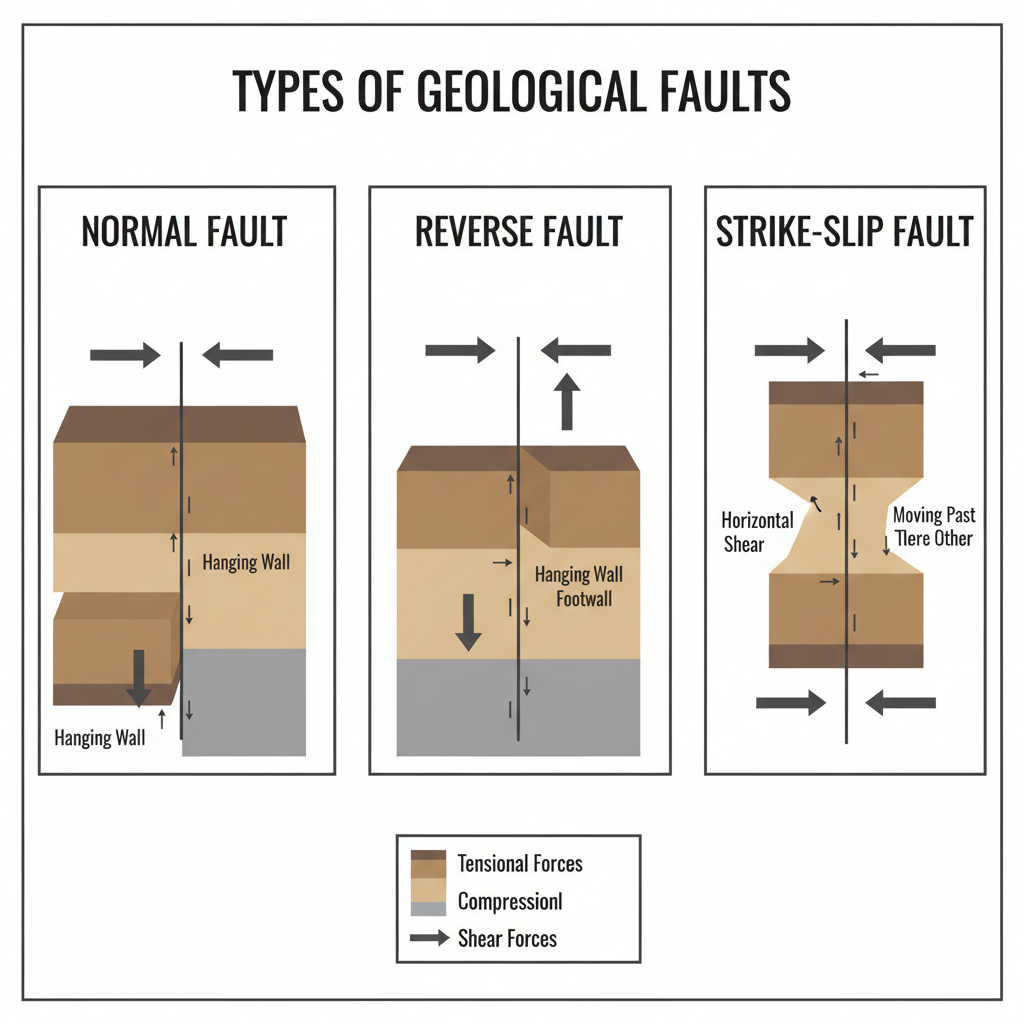 TYPES OF GEOLOGICAL FAULTS
NORMAL FAULT
Hanging Wall
Hanging Wall
REVERSE FAULT
Hanging Wall
Footwall
STRIKE-SLIP FAULT
Horizontal
Shear
Moving Past
Tlere Other
Tensional Forces
Compressionl
Shear Forces